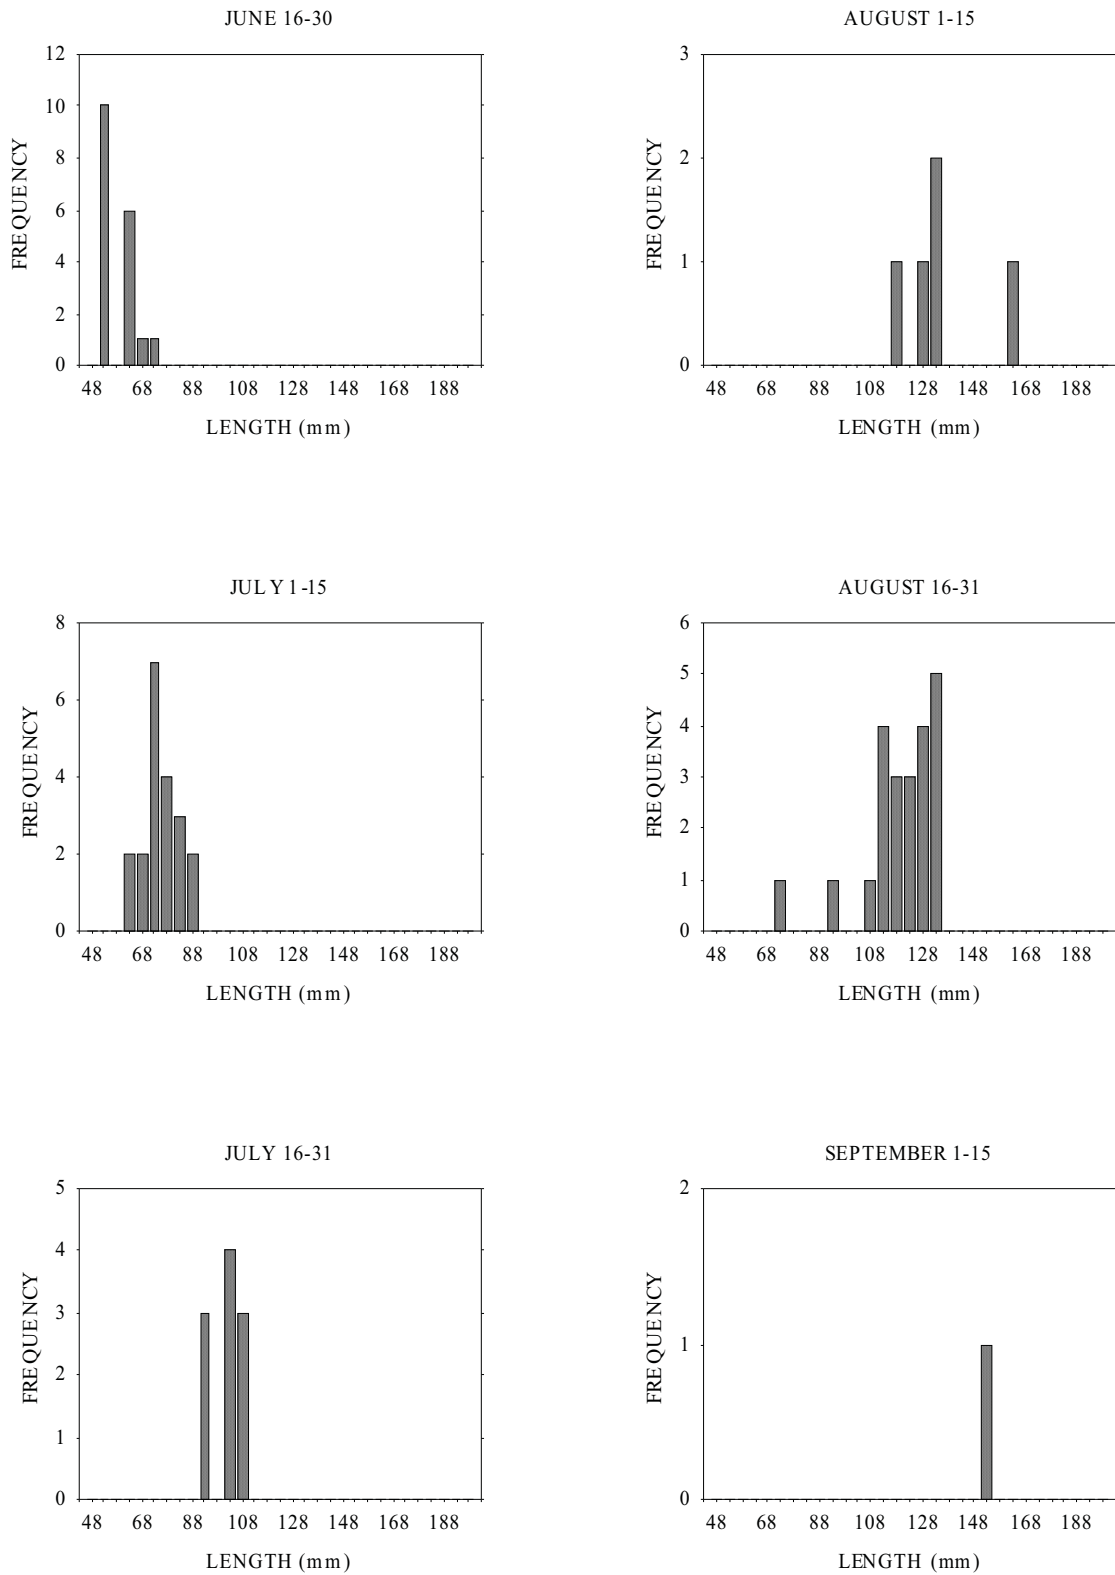 JUNE 16-30
12
10
8
6
4
2
0
FREQUENCY
48 68 88 108 128 148 168 188
LENGTH (mm)
AUGUST 1-15
3
2
1
0
FREQUENCY
48 68 88 108 128 148 168 188
LENGTH (mm)
JULY 1-15
8
6
4
2
0
FREQUENCY
48 68 88 108 128 148 168 188
LENGTH (mm)
AUGUST 16-31
6
5
4
3
2
1
0
FREQUENCY
48 68 88 108 128 148 168 188
LENGTH (mm)
JULY 16-31
5
4
3
2
1
0
FREQUENCY
48 68 88 108 128 148 168 188
LENGTH (mm)
SEPTEMBER 1-15
2
1
0
FREQUENCY
48 68 88 108 128 148 168 188
LENGTH (mm)